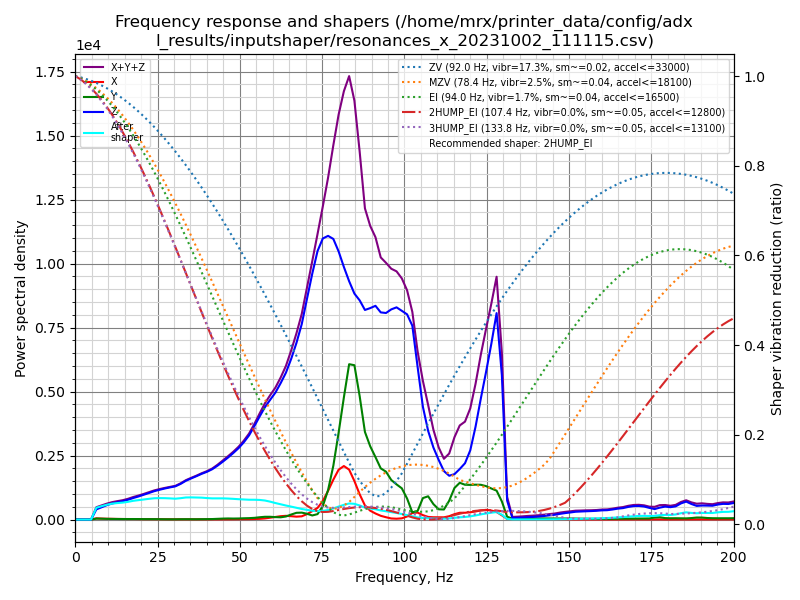 Frequency response and shapers (/home/mrx/printer_data/config/adx
l_results/inputshaper/resonances_x_20231002_111115.csv)
1e4
X+Y+Z
X
Y
Z
After
shaper
ZV (92.0 Hz, vibr=17.3%, sm~=0.02, accel<=33000)
MZV (78.4 Hz, vibr=2.5%, sm~=0.04, accel<=18100)
EI (94.0 Hz, vibr=1.7%, sm~=0.04, accel<=16500)
2HUMP_EI (107.4 Hz, vibr=0.0%, sm~=0.05, accel<=12800)
3HUMP_EI (133.8 Hz, vibr=0.0%, sm~=0.05, accel<=13100)
Recommended shaper: 2HUMP_EI
Power spectral density
1.75
1.50
1.25
1.00
0.75
0.50
0.25
0.00
1.0
0.8
0.6
0.4
0.2
0.0
Shaper vibration reduction (ratio)
0 25 50 75 100 125 150 175 200
Frequency, Hz